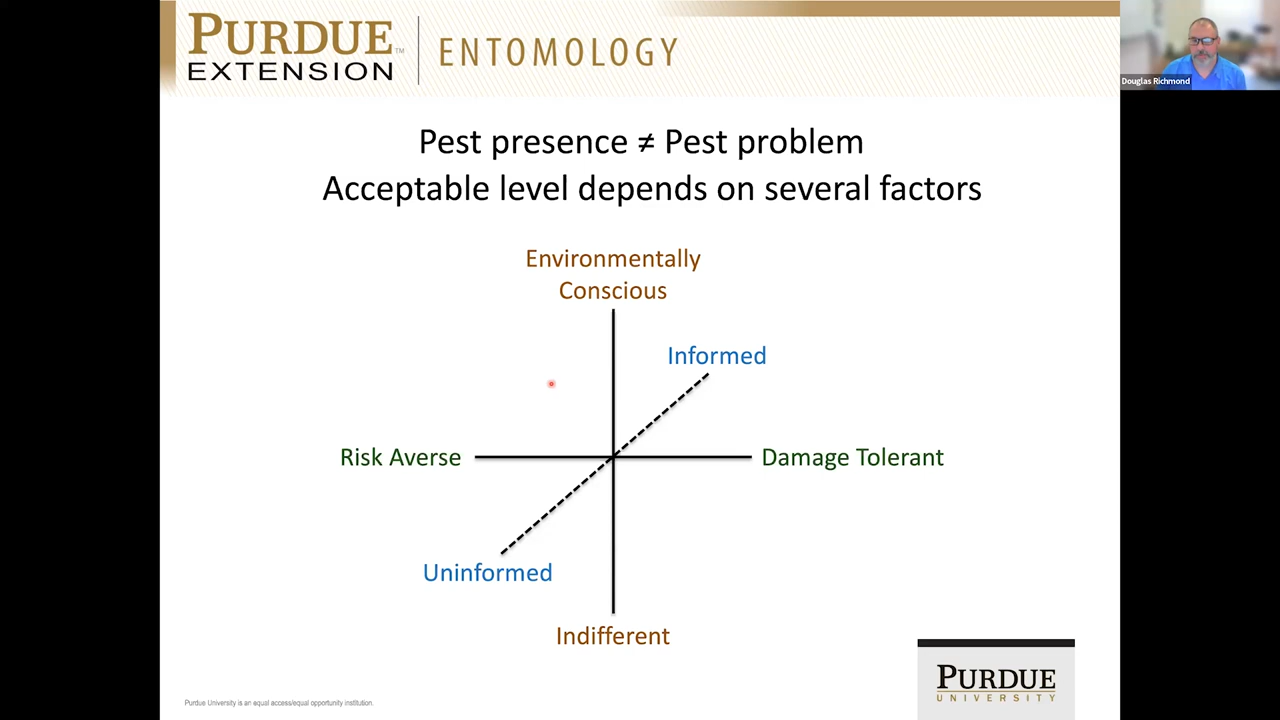 PURDUE™
EXTENSION
ENTOMOLOGY
Douglas Richmond
Pest presence ≠ Pest problem
Acceptable level depends on several factors
Environmentally
Conscious
Informed
Risk Averse
Damage Tolerant
Uninformed
Indifferent
PURDUE
UNIVERSITY
Purdue University is an equal access/equal opportunity institution.